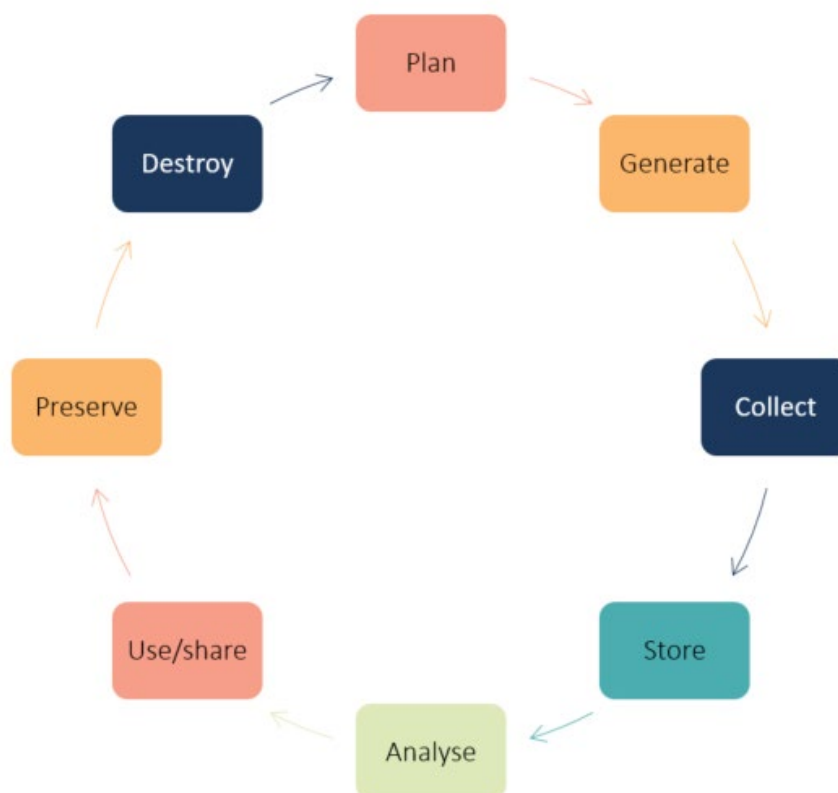 Plan
Generate
Collect
Store
Analyse
Use/share
Preserve
Destroy